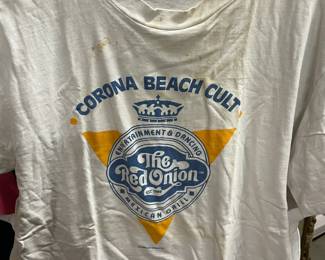 CORONA BEACH CULT
ENTERTAINMENT & DANCING
The
Red Onion
MEXICAN GRILL